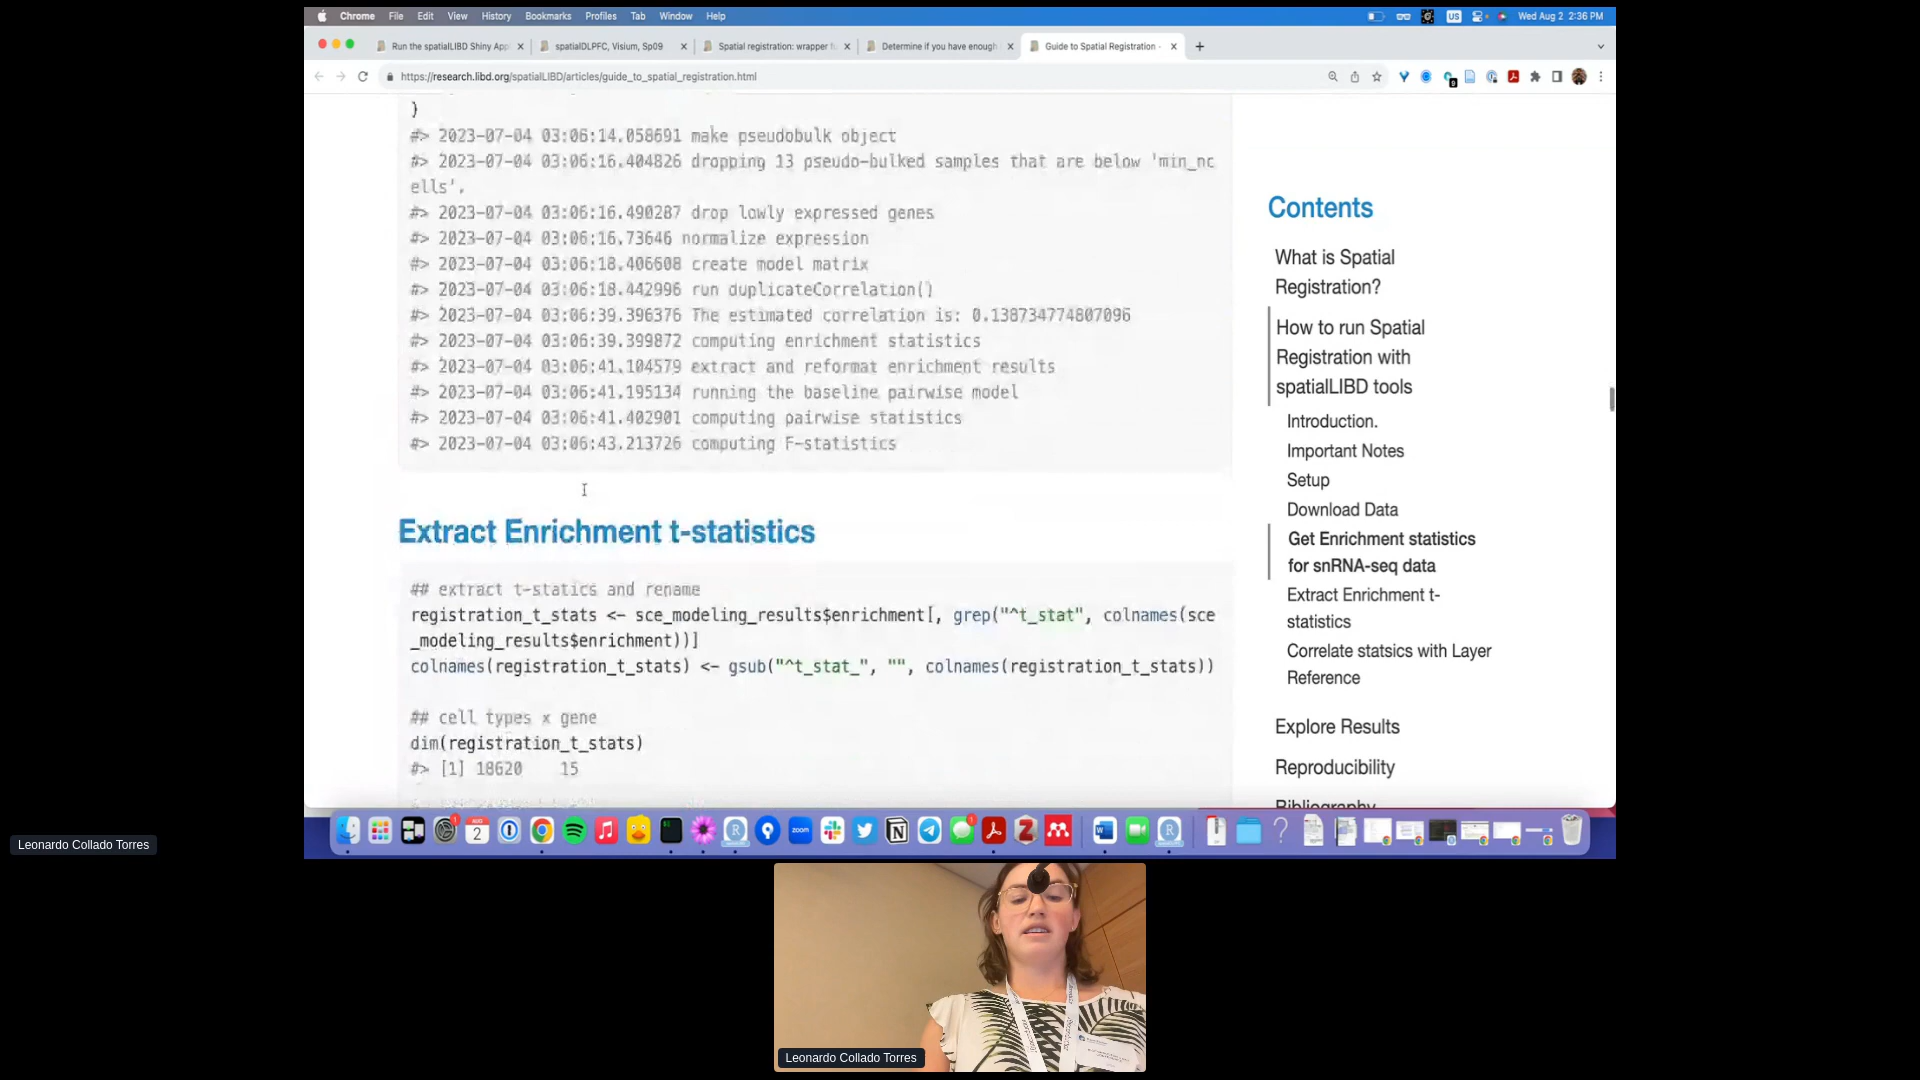 Chrome File Edit View History Bookmarks Profiles Tab Window Help
US Wed Aug 2 2:36 PM
Run the spatialLIBD Shiny App
spatialDLPFC, Visium, Sp09
Spatial registration: wrapper fu
Determine if you have enough
Guide to Spatial Registration
https://research.libd.org/spatialLIBD/articles/guide_to_spatial_registration.html
}
#> 2023-07-04 03:06:14.058691 make pseudobulk object
#> 2023-07-04 03:06:16.404826 dropping 13 pseudo-bulked samples that are below 'min_nc
ells'.
#> 2023-07-04 03:06:16.490287 drop lowly expressed genes
#> 2023-07-04 03:06:16.73646 normalize expression
#> 2023-07-04 03:06:18.406608 create model matrix
#> 2023-07-04 03:06:18.442996 run duplicateCorrelation()
#> 2023-07-04 03:06:39.396376 The estimated correlation is: 0.138734774807096
#> 2023-07-04 03:06:39.399872 computing enrichment statistics
#> 2023-07-04 03:06:41.104579 extract and reformat enrichment results
#> 2023-07-04 03:06:41.195134 running the baseline pairwise model
#> 2023-07-04 03:06:41.402901 computing pairwise statistics
#> 2023-07-04 03:06:43.213726 computing F-statistics
Extract Enrichment t-statistics
## extract t-statics and rename
registration_t_stats <- sce_modeling_results$enrichment[, grep("^t_stat", colnames(sce
_modeling_results$enrichment))]
colnames(registration_t_stats) <- gsub("^t_stat_", "", colnames(registration_t_stats))
## cell types x gene
dim(registration_t_stats)
#> [1] 18620 15
Contents
What is Spatial
Registration?
How to run Spatial
Registration with
spatialLIBD tools
Introduction.
Important Notes
Setup
Download Data
Get Enrichment statistics
for snRNA-seq data
Extract Enrichment t-
statistics
Correlate statsics with Layer
Reference
Explore Results
Reproducibility
Bibliography
AUG
2
zoom
Leonardo Collado Torres
Leonardo Collado Torres